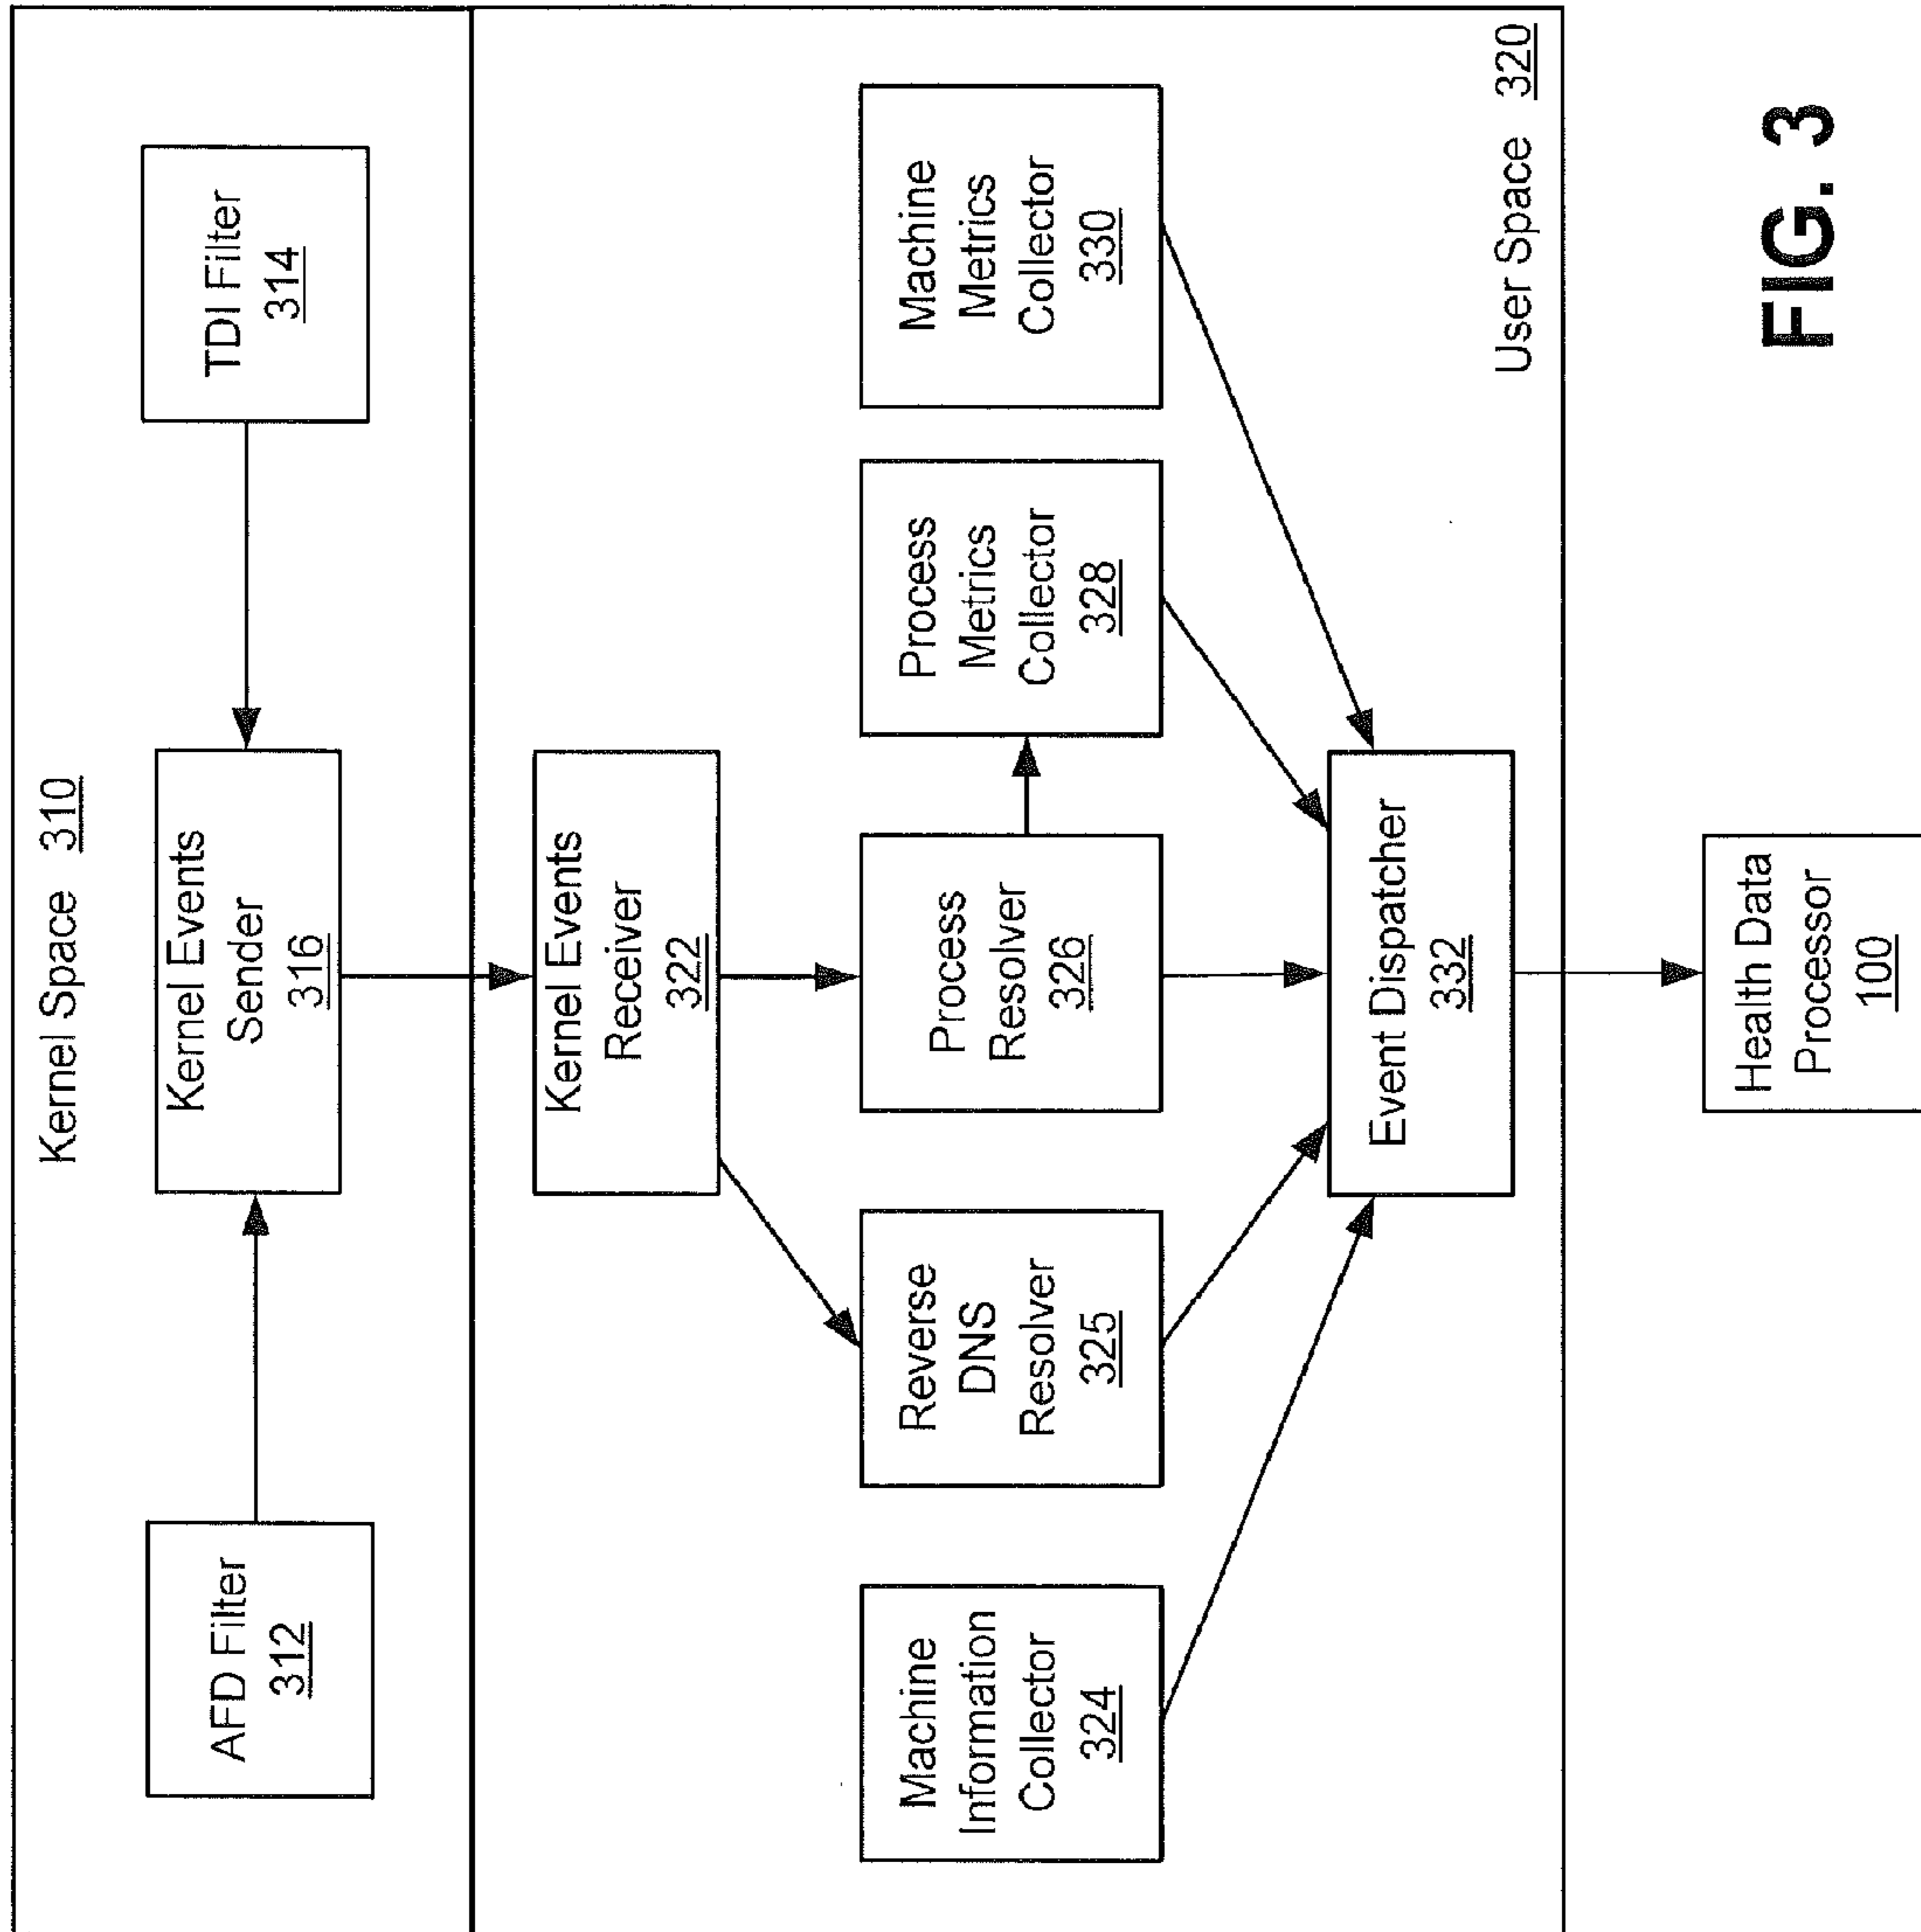 Kernel Space 310
AFD Filter
312
Kernel Events
Sender
316
TDI Filter
314
Kernel Events
Receiver
322
Machine
Information
Collector
324
Reverse
DNS
Resolver
325
Process
Resolver
326
Process
Metrics
Collector
328
Machine
Metrics
Collector
330
Event Dispatcher
332
User Space 320
Health Data
Processor
100
FIG. 3